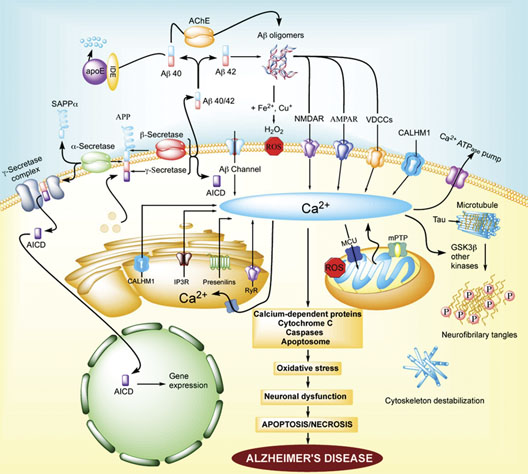 AChE
Aβ oligomers
apoE
IDE
Aβ 40
Aβ 42
Aβ 40/42
+ Fe²⁺, Cu⁺
H₂O₂
ROS
NMDAR
AMPAR
VDCCs
CALHM1
Ca²⁺ ATPase pump
SAPPα
APP
α-Secretase
β-Secretase
γ-Secretase
complex
γ-Secretase
AICD
AICD
Aβ Channel
Ca²⁺
Microtubule
Tau
GSK3β
other
kinases
MCU
mPTP
ROS
CALHM1
IP3R
Presenilins
RyR
Ca²⁺
P
P
P
P
P
Neurofibrilary tangles
Calcium-dependent proteins
Cytochrome C
Caspases
Apoptosome
Oxidative stress
Neuronal dysfunction
APOPTOSIS/NECROSIS
ALZHEIMER'S DISEASE
AICD
Gene
expression
Cytoskeleton destabilization